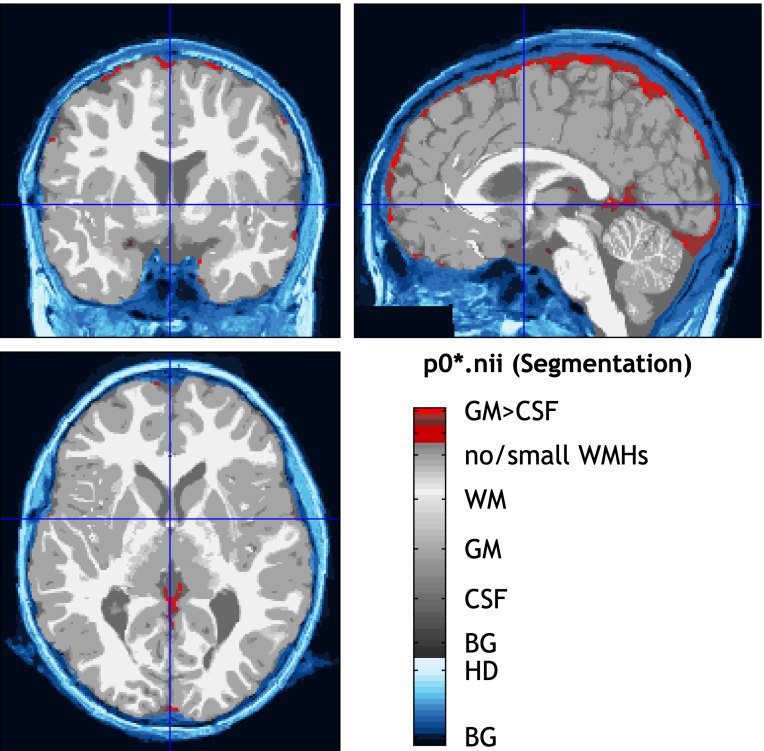 p0*.nii (Segmentation)
GM>CSF
no/small WMHs
WM
GM
CSF
BG
HD
BG